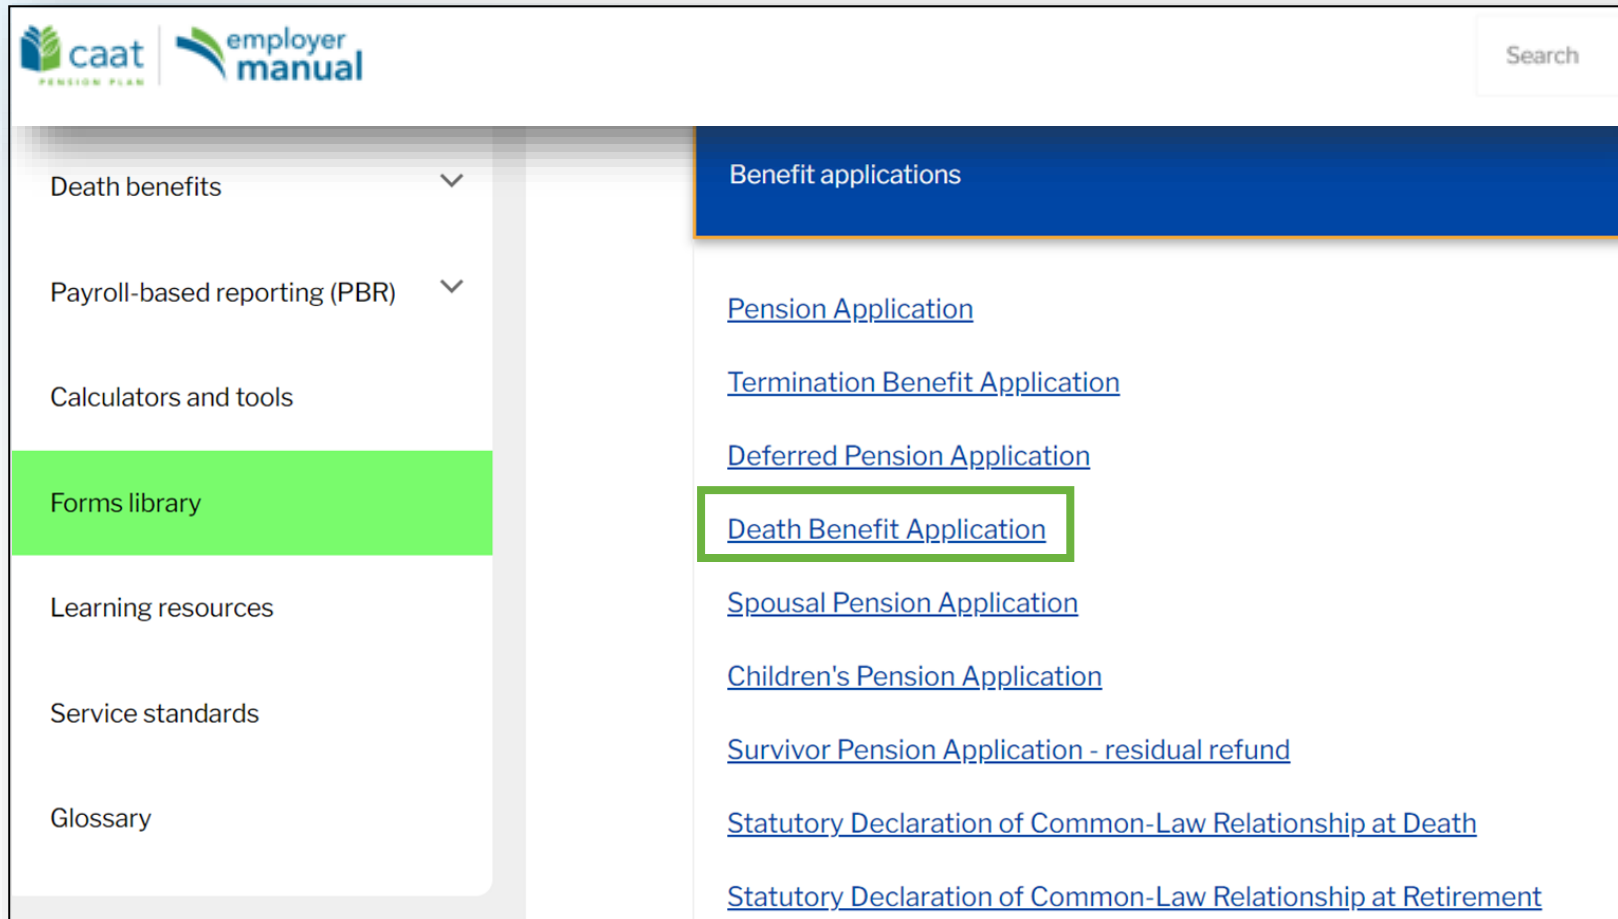 caat
PENSION PLAN
employer
manual
Search
Death benefits
Payroll-based reporting (PBR)
Calculators and tools
Forms library
Learning resources
Service standards
Glossary
Benefit applications
Pension Application
Termination Benefit Application
Deferred Pension Application
Death Benefit Application
Spousal Pension Application
Children's Pension Application
Survivor Pension Application - residual refund
Statutory Declaration of Common-Law Relationship at Death
Statutory Declaration of Common-Law Relationship at Retirement